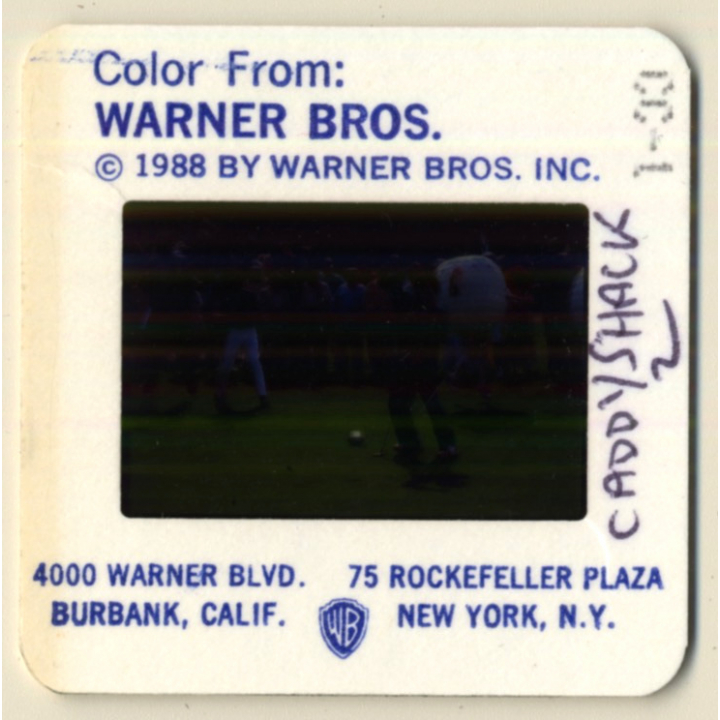 Color From:
WARNER BROS.
© 1988 BY WARNER BROS. INC.
CADDYSHACK
2
4000 WARNER BLVD. 75 ROCKEFELLER PLAZA
BURBANK, CALIF. WB NEW YORK, N.Y.